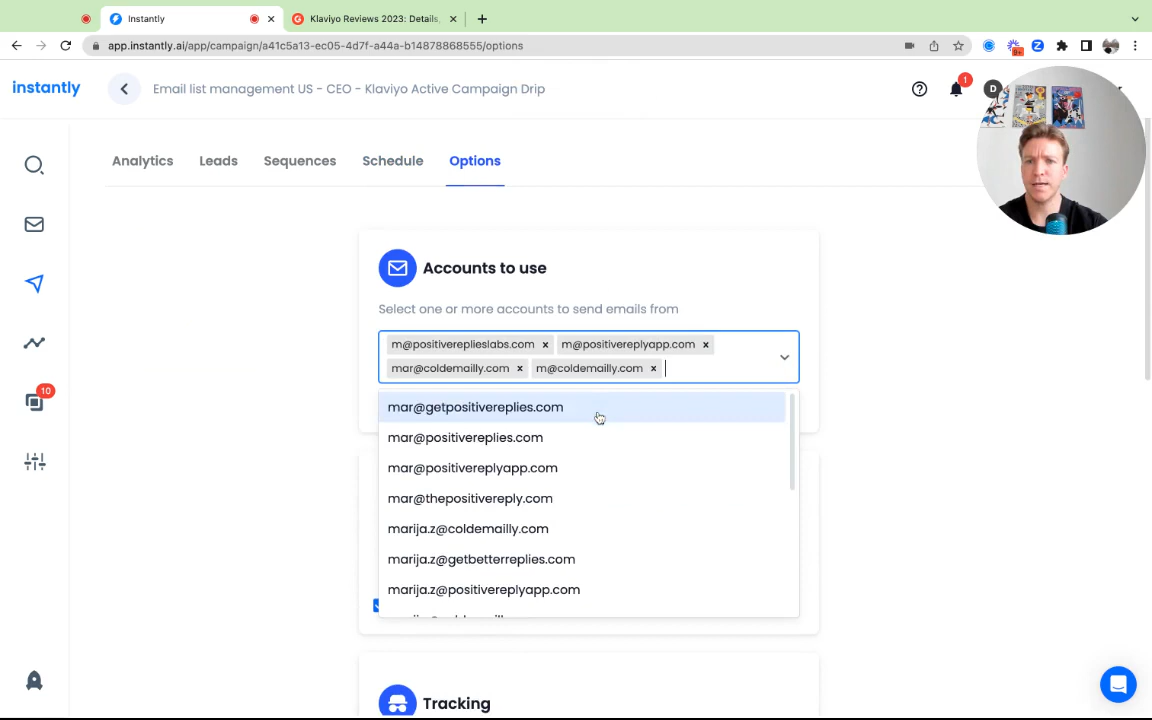 Instantly
Klaviyo Reviews 2023: Details,
app.instantly.ai/app/campaign/a41c5a13-ec05-4d7f-a44a-b14878868555/options
instantly
Email list management US - CEO - Klaviyo Active Campaign Drip
1
D
Analytics Leads Sequences Schedule Options
Accounts to use
Select one or more accounts to send emails from
m@positivereplieslabs.com × m@positivereplyapp.com ×
mar@coldemailly.com × m@coldemailly.com ×
10
mar@getpositivereplies.com
mar@positivereplies.com
mar@positivereplyapp.com
mar@thepositivereply.com
marija.z@coldemailly.com
marija.z@getbetterreplies.com
marija.z@positivereplyapp.com
Tracking